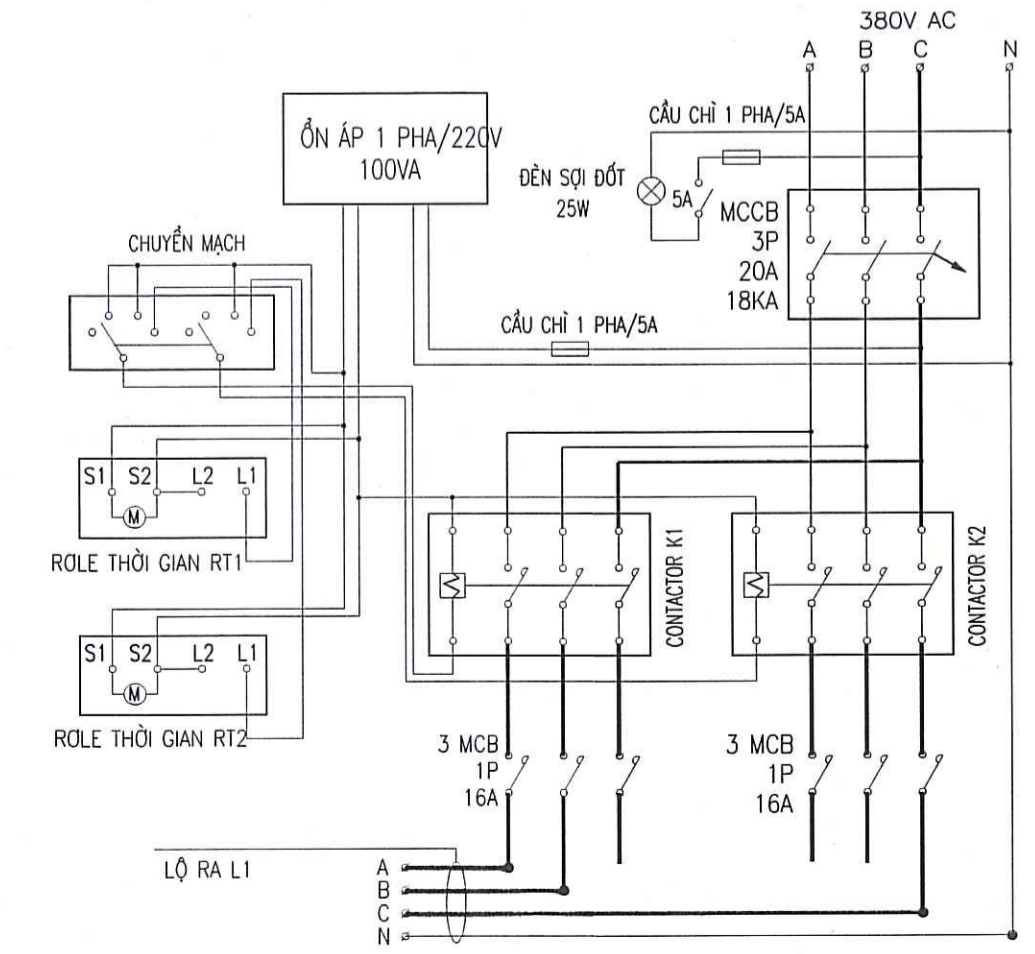 380V AC
A B C N
CẦU CHÌ 1 PHA/5A
ỔN ÁP 1 PHA/220V
100VA
ĐÈN SỢI ĐỐT
25W
5A
MCCB
3P
20A
18KA
CHUYỂN MẠCH
CẦU CHÌ 1 PHA/5A
S1 S2 L2 L1
M
RƠLE THỜI GIAN RT1
CONTACTOR K1
CONTACTOR K2
S1 S2 L2 L1
M
RƠLE THỜI GIAN RT2
3 MCB
1P
16A
3 MCB
1P
16A
LỘ RA L1
A
B
C
N